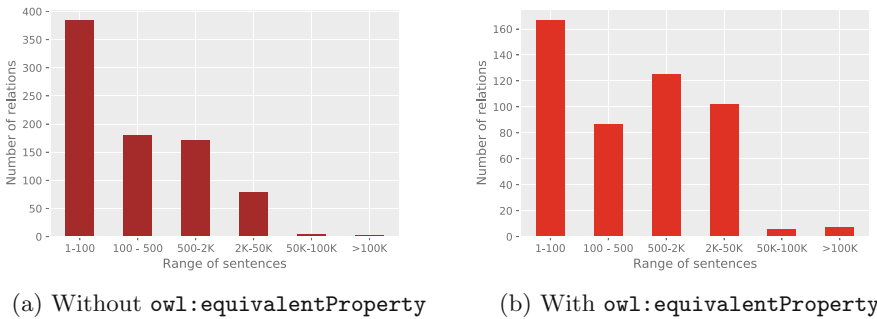 400
350
300
250
200
150
100
50
0
Number of relations
1-100 100 - 500 500-2K 2K-50K 50K-100K >100K
Range of sentences
(a) Without owl:equivalentProperty
160
140
120
100
80
60
40
20
0
Number of relations
1-100 100 - 500 500-2K 2K-50K 50K-100K >100K
Range of sentences
(b) With owl:equivalentProperty